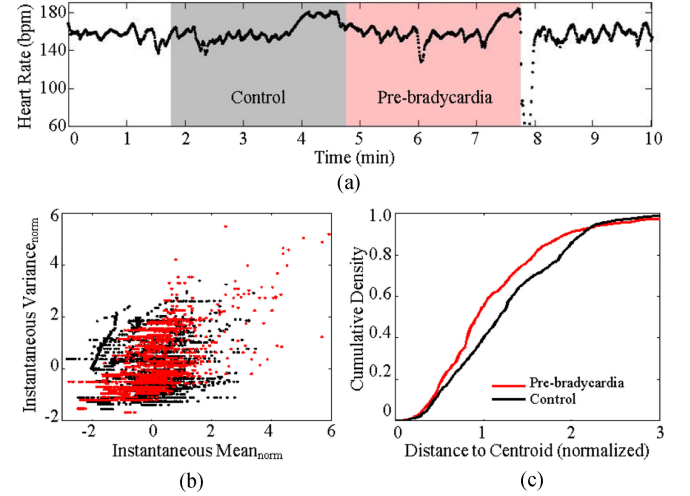 Heart Rate (bpm)
180
140
100
60
Control
Pre-bradycardia
0 1 2 3 4 5 6 7 8 9 10
Time (min)
(a)
Instantaneous Variance_norm
6
4
2
0
-2
-2 0 2 4 6
Instantaneous Mean_norm
(b)
Cumulative Density
1.0
0.8
0.6
0.4
0.2
0
Pre-bradycardia
Control
0 1 2 3
Distance to Centroid (normalized)
(c)